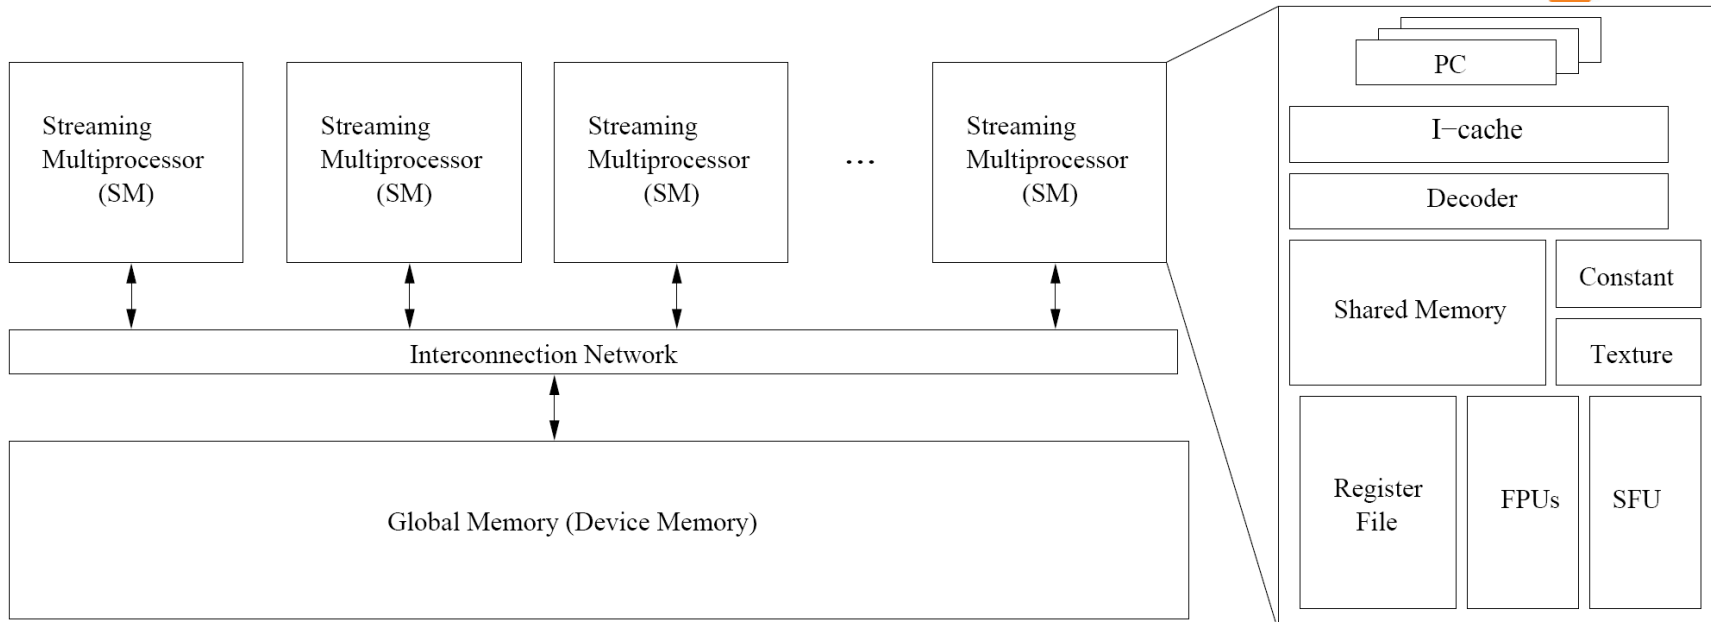 Streaming
Multiprocessor
(SM)
Streaming
Multiprocessor
(SM)
Streaming
Multiprocessor
(SM)
...
Streaming
Multiprocessor
(SM)
Interconnection Network
Global Memory (Device Memory)
PC
I−cache
Decoder
Shared Memory
Constant
Texture
Register
File
FPUs
SFU